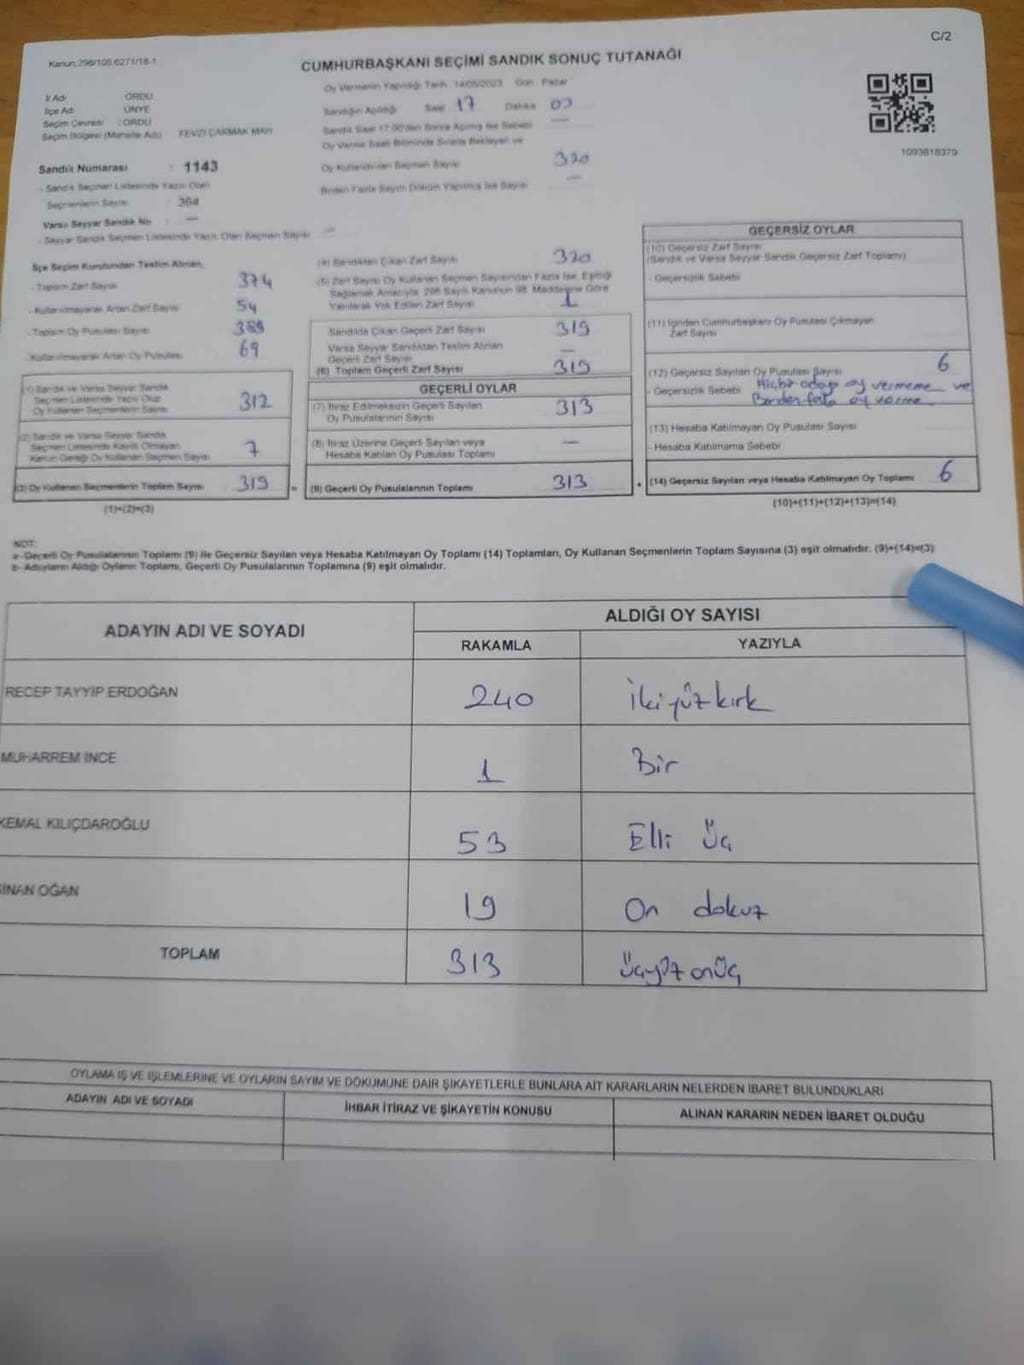 C/2
Kanun:298/105,6271/18-1
CUMHURBAŞKANI SEÇİMİ SANDIK SONUÇ TUTANAĞI
Oy Vermenin Yapıldığı Tarih 14/05/2023 Gün Pazar
İl Adı : ORDU
İlçe Adı : ÜNYE
Seçim Çevresi : ORDU
Seçim Bölgesi (Mahalle Adı) FEVZİ ÇAKMAK MAH
Sandığın Açıldığı Saat 17 Dakika
Sandık Saat 17:00'den Sonra Açılmış İse Sebebi
Oy Verme Saati Bitiminde Sırada Bekleyen ve
Oy Kullandırılan Seçmen Sayısı 320
Birden Fazla Sayım Döküm Yapılmış İse Sayısı —
1093818379
Sandık Numarası : 1143
- Sandık Seçmen Listesinde Yazılı Olan
Seçmenlerin Sayısı : 364
Varsa Seyyar Sandık No : —
- Seyyar Sandık Seçmen Listesinde Yazılı Olan Seçmen Sayısı —
İlçe Seçim Kurulundan Teslim Alınan;
- Toplam Zarf Sayısı 374
- Kullanılmayarak Artan Zarf Sayısı 54
- Toplam Oy Pusulası Sayısı 389
- Kullanılmayarak Artan Oy Pusulası 69
(1) Sandık ve Varsa Seyyar Sandık
Seçmen Listesinde Yazılı Olup
Oy Kullanan Seçmenlerin Sayısı 312
(2) Sandık ve Varsa Seyyar Sandık
Seçmen Listesinde Kayıtlı Olmayan
Kanun Gereği Oy Kullanan Seçmen Sayısı 7
(3) Oy Kullanan Seçmenlerin Toplam Sayısı 319 =
(1)+(2)=(3)
(4) Sandıktan Çıkan Zarf Sayısı 320
(5) Zarf Sayısı Oy Kullanan Seçmen Sayısından Fazla İse, Eşitliği
Sağlamak Amacıyla 298 Sayılı Kanunun 98. Maddesine Göre
Yakılarak Yok Edilen Zarf Sayısı 1
Sandıkta Çıkan Geçerli Zarf Sayısı 319
Varsa Seyyar Sandıktan Teslim Alınan
Geçerli Zarf Sayısı —
(6) Toplam Geçerli Zarf Sayısı 319
GEÇERLİ OYLAR
(7) İtiraz Edilmeksizin Geçerli Sayılan
Oy Pusulasının Sayısı 313
(8) İtiraz Üzerine Geçerli Sayılan veya
Hesaba Katılan Oy Pusulası Toplamı —
(9) Geçerli Oy Pusulalarının Toplamı 313 +
GEÇERSİZ OYLAR
(10) Geçersiz Zarf Sayısı
(Sandık ve Varsa Seyyar Sandık Geçersiz Zarf Toplamı)
- Geçersizlik Sebebi
(11) İçinden Cumhurbaşkanı Oy Pusulası Çıkmayan
Zarf Sayısı
(12) Geçersiz Sayılan Oy Pusulası Sayısı 6
- Geçersizlik Sebebi Hiçbir adaya oy vermeme ve
Birden fazla oy verme
(13) Hesaba Katılmayan Oy Pusulası Sayısı
- Hesaba Katılmama Sebebi
(14) Geçersiz Sayılan veya Hesaba Katılmayan Oy Toplamı 6
(10)+(11)+(12)+(13)=(14)
NOT:
a- Geçerli Oy Pusulalarının Toplamı (9) ile Geçersiz Sayılan veya Hesaba Katılmayan Oy Toplamı (14) Toplamları, Oy Kullanan Seçmenlerin Toplam Sayısına (3) eşit olmalıdır. (9)+(14)=(3)
b- Adayların Aldığı Oyların Toplamı, Geçerli Oy Pusulalarının Toplamına (9) eşit olmalıdır.
ADAYIN ADI VE SOYADI
ALDIĞI OY SAYISI
RAKAMLA YAZIYLA
RECEP TAYYİP ERDOĞAN 240 İkiyüzkırk
MUHARREM İNCE 1 Bir
KEMAL KILIÇDAROĞLU 53 Elli Üç
SİNAN OĞAN 19 On dokuz
TOPLAM 313 Üçyüzonüç
OYLAMA İŞ VE İŞLEMLERİNE VE OYLARIN SAYIM VE DÖKÜMÜNE DAİR ŞİKAYETLERLE BUNLARA AİT KARARLARIN NELERDEN İBARET BULUNDUKLARI
ADAYIN ADI VE SOYADI
İHBAR İTİRAZ VE ŞİKAYETİN KONUSU
ALINAN KARARIN NEDEN İBARET OLDUĞU